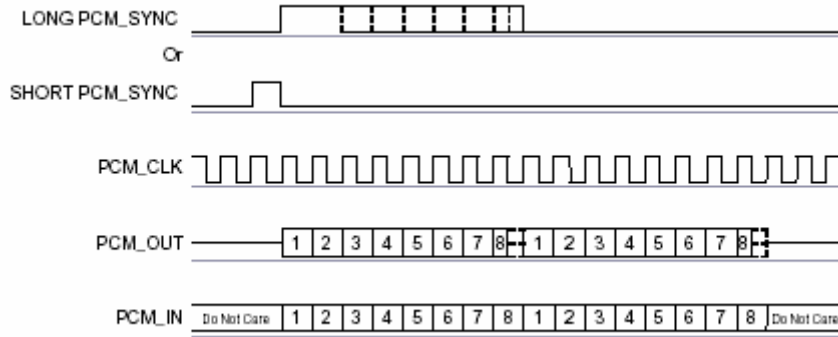 LONG PCM_SYNC
Or
SHORT PCM_SYNC
PCM_CLK
PCM_OUT 1 2 3 4 5 6 7 8 1 2 3 4 5 6 7 8
PCM_IN Do Not Care 1 2 3 4 5 6 7 8 1 2 3 4 5 6 7 8 Do Not Care